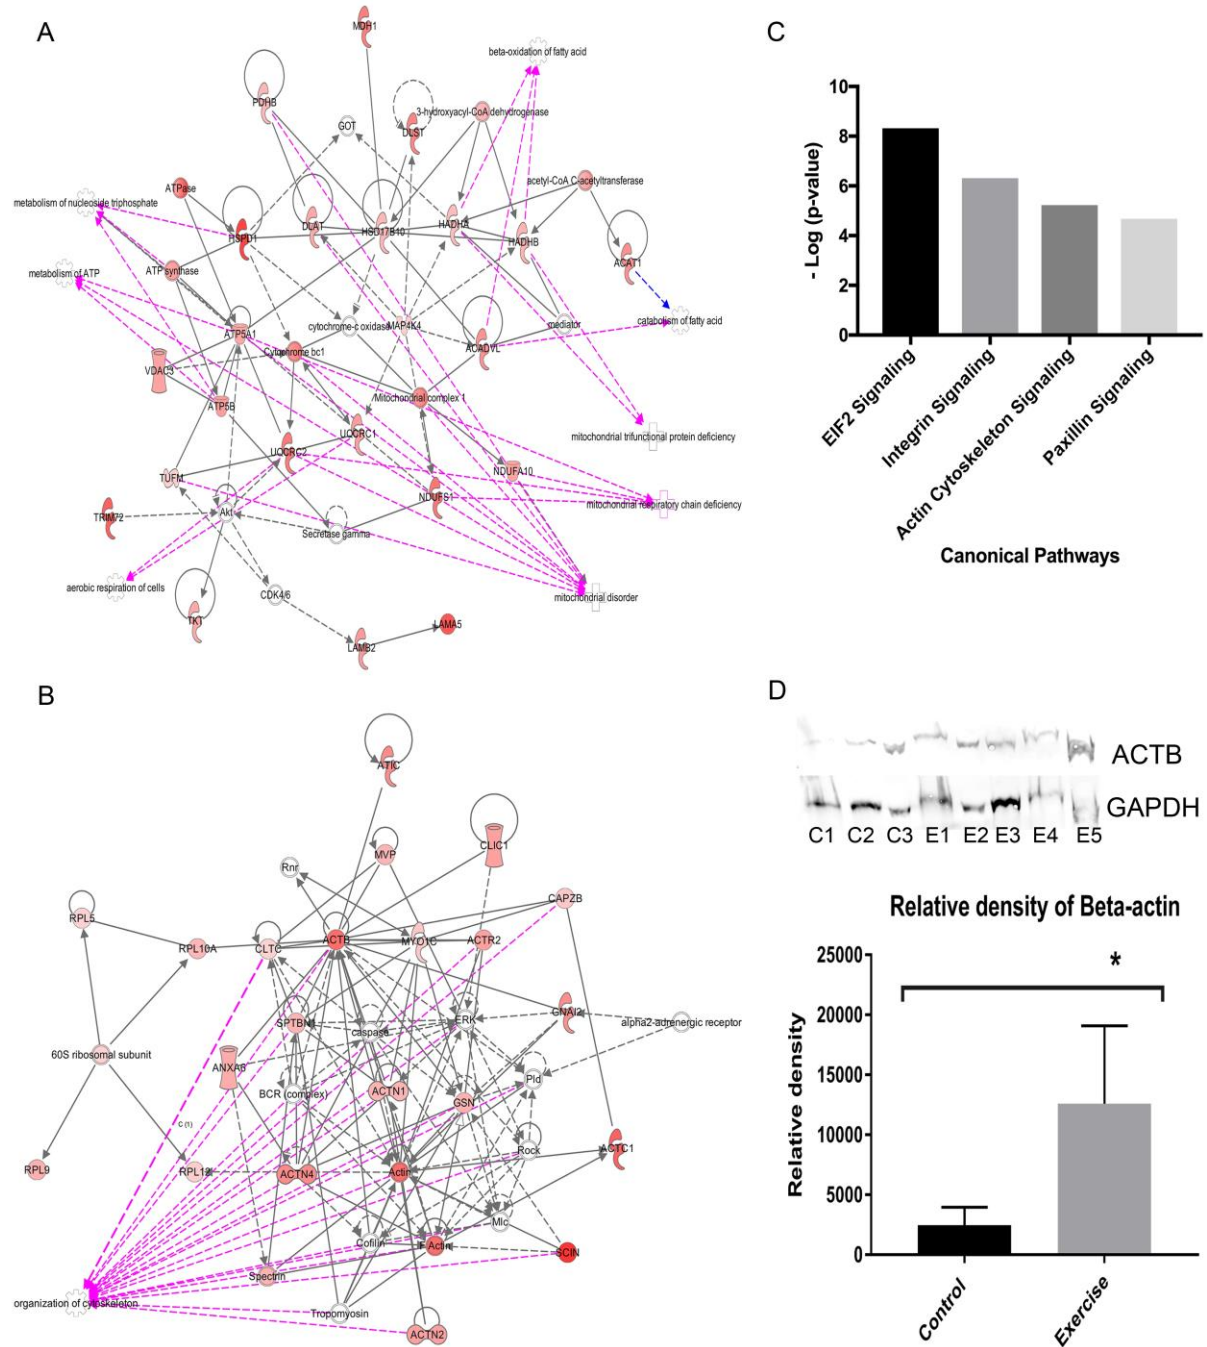 A
MDH1
beta-oxidation of fatty acid
PDHB
3-hydroxyacyl-CoA dehydrogenase
GOT
DLST
ATPase
acetyl-CoA C-acetyltransferase
metabolism of nucleoside triphosphate
HSPD1
DLAT
HSD17B10
HADHA
HADHB
ACAT1
ATP synthase
metabolism of ATP
cytochrome-c oxidase
MAP4K4
mediator
catabolism of fatty acid
ATP5A1
Cytochrome bc1
ACADVL
VDAC3
ATP5B
Mitochondrial complex 1
UQCRC1
mitochondrial trifunctional protein deficiency
UQCRC2
NDUFA10
TUFM
NDUFS1
mitochondrial respiratory chain deficiency
TRIM72
Akt
Secretase gamma
aerobic respiration of cells
CDK4/6
mitochondrial disorder
TKT
LAMA5
LAMB2
B
ATIC
CLIC1
MVP
Rnr
CAPZB
RPL5
RPL10A
CLTC
ACTB
MYO1C
ACTR2
SPTBN1
caspase
ERK
GNAI2
alpha2-adrenergic receptor
60S ribosomal subunit
ANXA6
BCR (complex)
ACTN1
GSN
Pld
C (1)
Rock
ACTC1
RPL9
RPL12
ACTN4
Actin
Mlc
Cofilin
F Actin
SCIN
Spectrin
organization of cytoskeleton
Tropomyosin
ACTN2
C
10
8
6
4
2
0
- Log (p-value)
EIF2 Signaling
Integrin Signaling
Actin Cytoskeleton Signaling
Paxillin Signaling
Canonical Pathways
D
ACTB
GAPDH
C1 C2 C3 E1 E2 E3 E4 E5
Relative density of Beta-actin
25000
20000
15000
10000
5000
0
*
Relative density
Control
Exercise